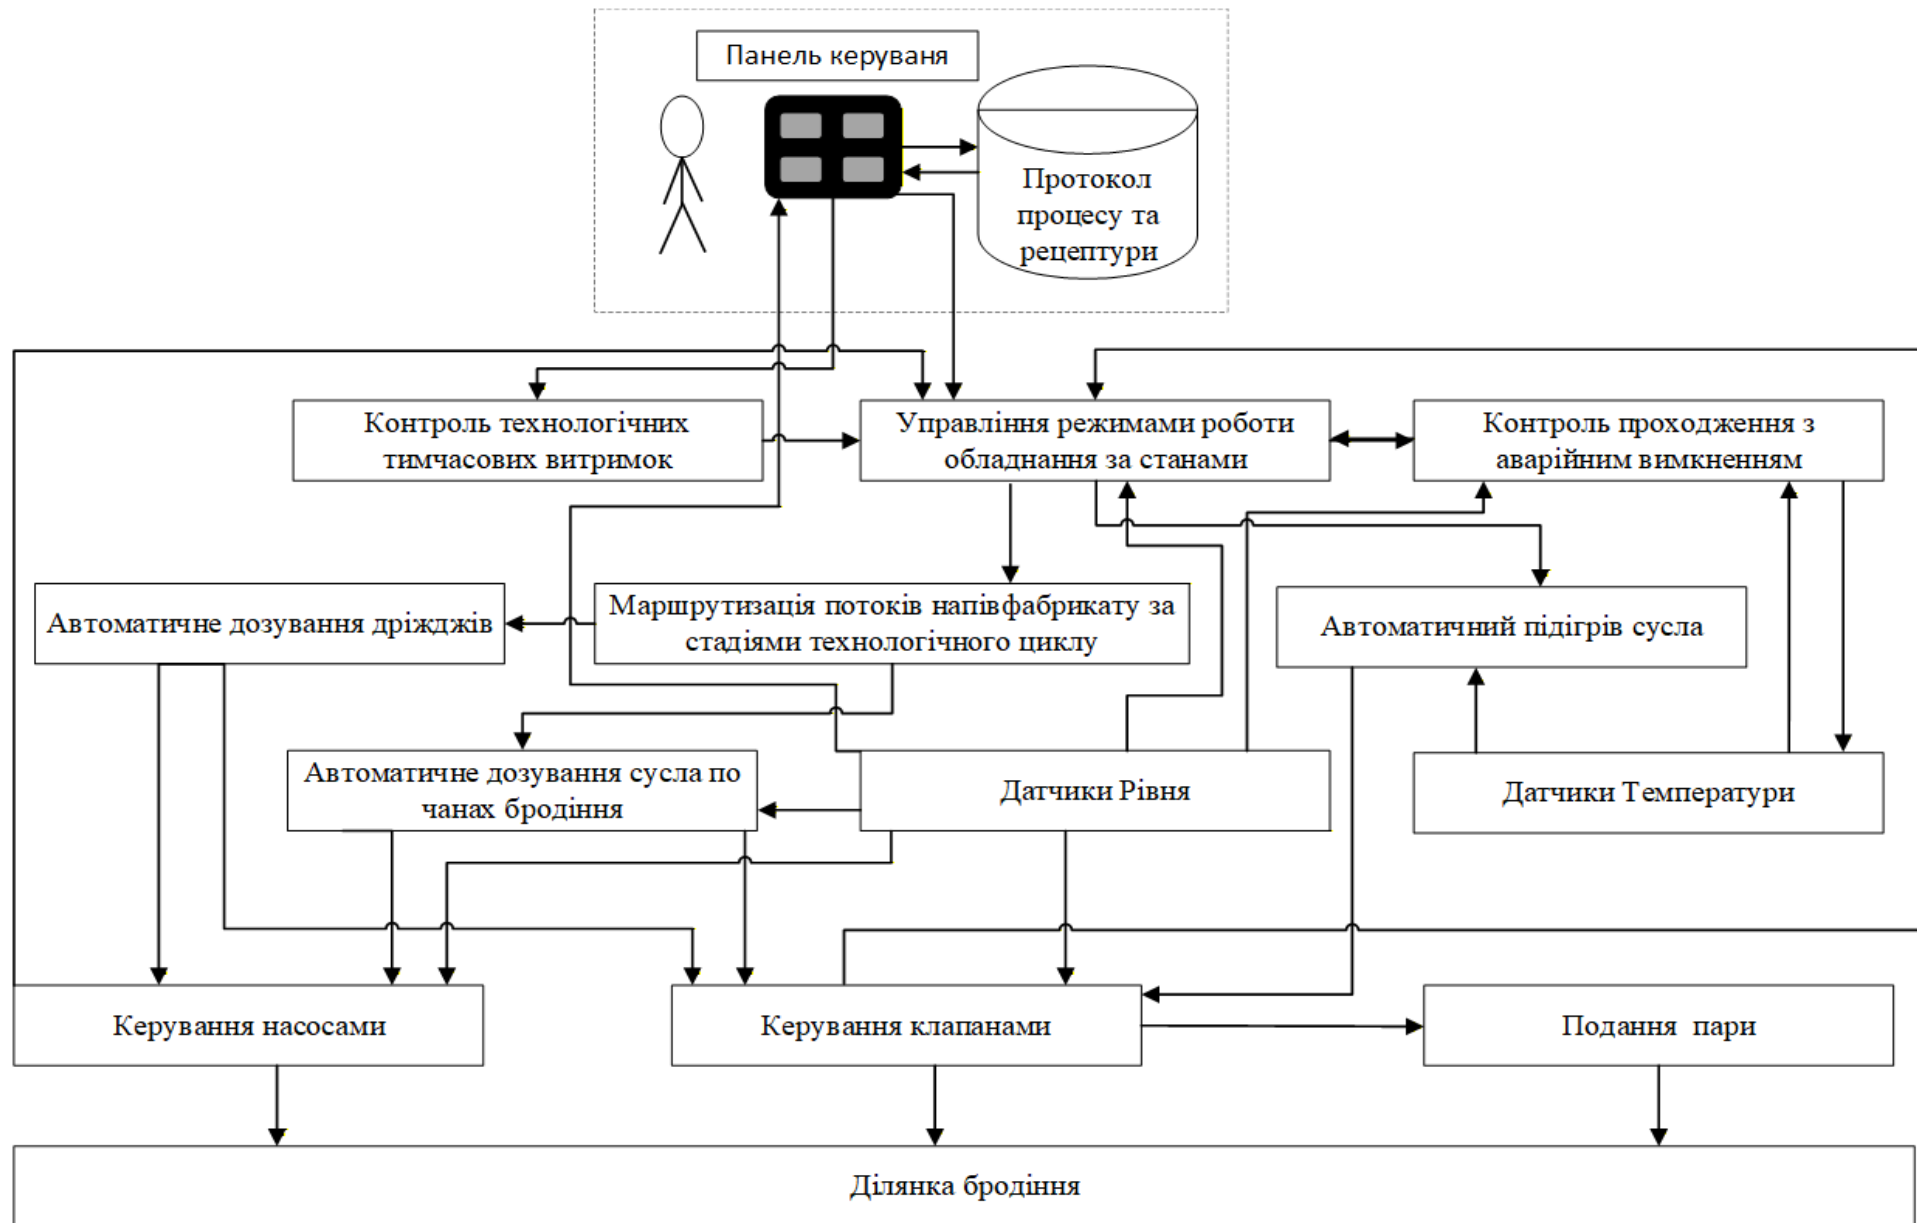 Панель керуваня
Протокол
процесу та
рецептури
Контроль технологічних
тимчасових витримок
Управління режимами роботи
обладнання за станами
Контроль проходження з
аварійним вимкненням
Автоматичне дозування дріжджів
Маршрутизація потоків напівфабрикату за
стадіями технологічного циклу
Автоматичний підігрів сусла
Автоматичне дозування сусла по
чанах бродіння
Датчики Рівня
Датчики Температури
Керування насосами
Керування клапанами
Подання пари
Ділянка бродіння